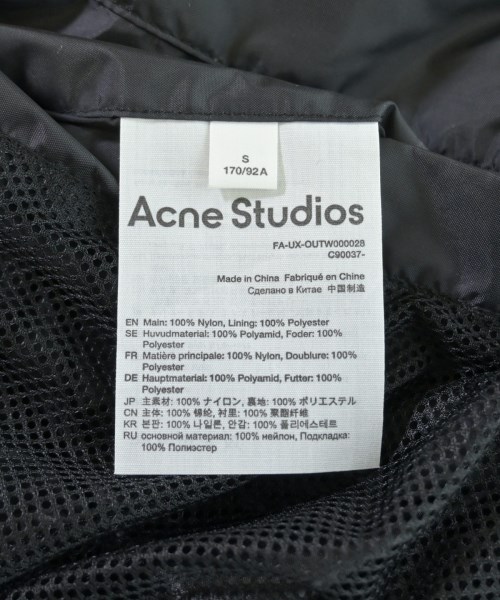 S
170/92A
Acne Studios
FA-UX-OUTW000028
C90037-
Made in China Fabriqué en Chine
Сделано в Китае 中国制造
EN Main: 100% Nylon, Lining: 100% Polyester
SE Huvudmaterial: 100% Polyamid, Foder: 100%
Polyester
FR Matière principale: 100% Nylon, Doublure: 100%
Polyester
DE Hauptmaterial: 100% Polyamid, Futter: 100%
Polyester
JP 主素材: 100% ナイロン, 裏地: 100% ポリエステル
CN 主体: 100% 锦纶, 衬里: 100% 聚酯纤维
KR 본판: 100% 나일론, 안감: 100% 폴리에스테르
RU основной материал: 100% нейлон, Подкладка:
100% Полиэстер